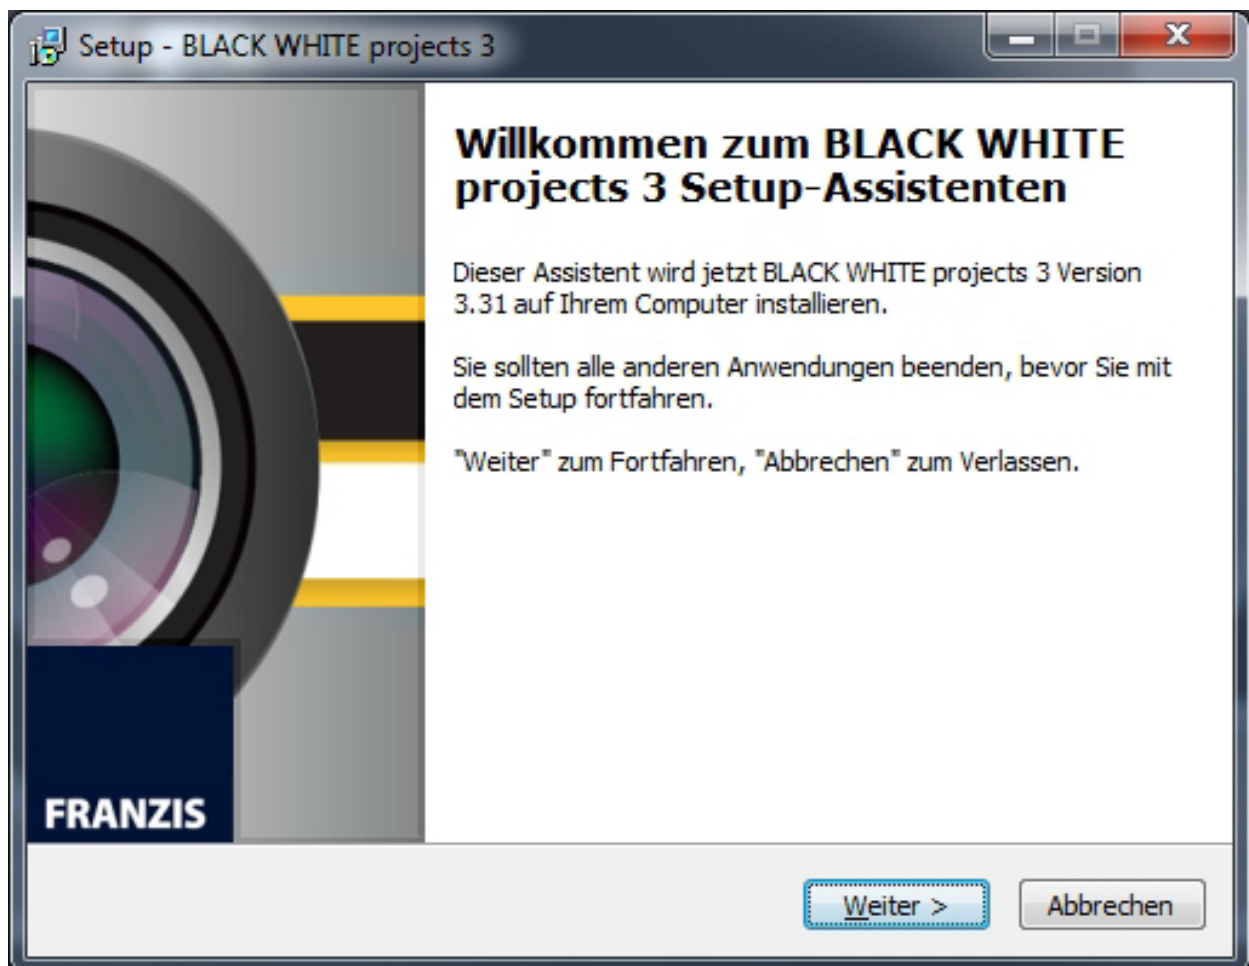 Setup - BLACK WHITE projects 3
Willkommen zum BLACK WHITE
projects 3 Setup-Assistenten
Dieser Assistent wird jetzt BLACK WHITE projects 3 Version
3.31 auf Ihrem Computer installieren.
Sie sollten alle anderen Anwendungen beenden, bevor Sie mit
dem Setup fortfahren.
"Weiter" zum Fortfahren, "Abbrechen" zum Verlassen.
FRANZIS
Weiter >
Abbrechen